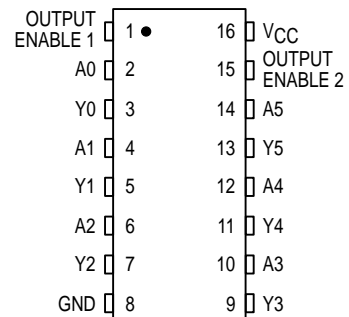 OUTPUT
ENABLE 1 1 16 VCC
A0 2 15 OUTPUT
ENABLE 2
Y0 3 14 A5
A1 4 13 Y5
Y1 5 12 A4
A2 6 11 Y4
Y2 7 10 A3
GND 8 9 Y3